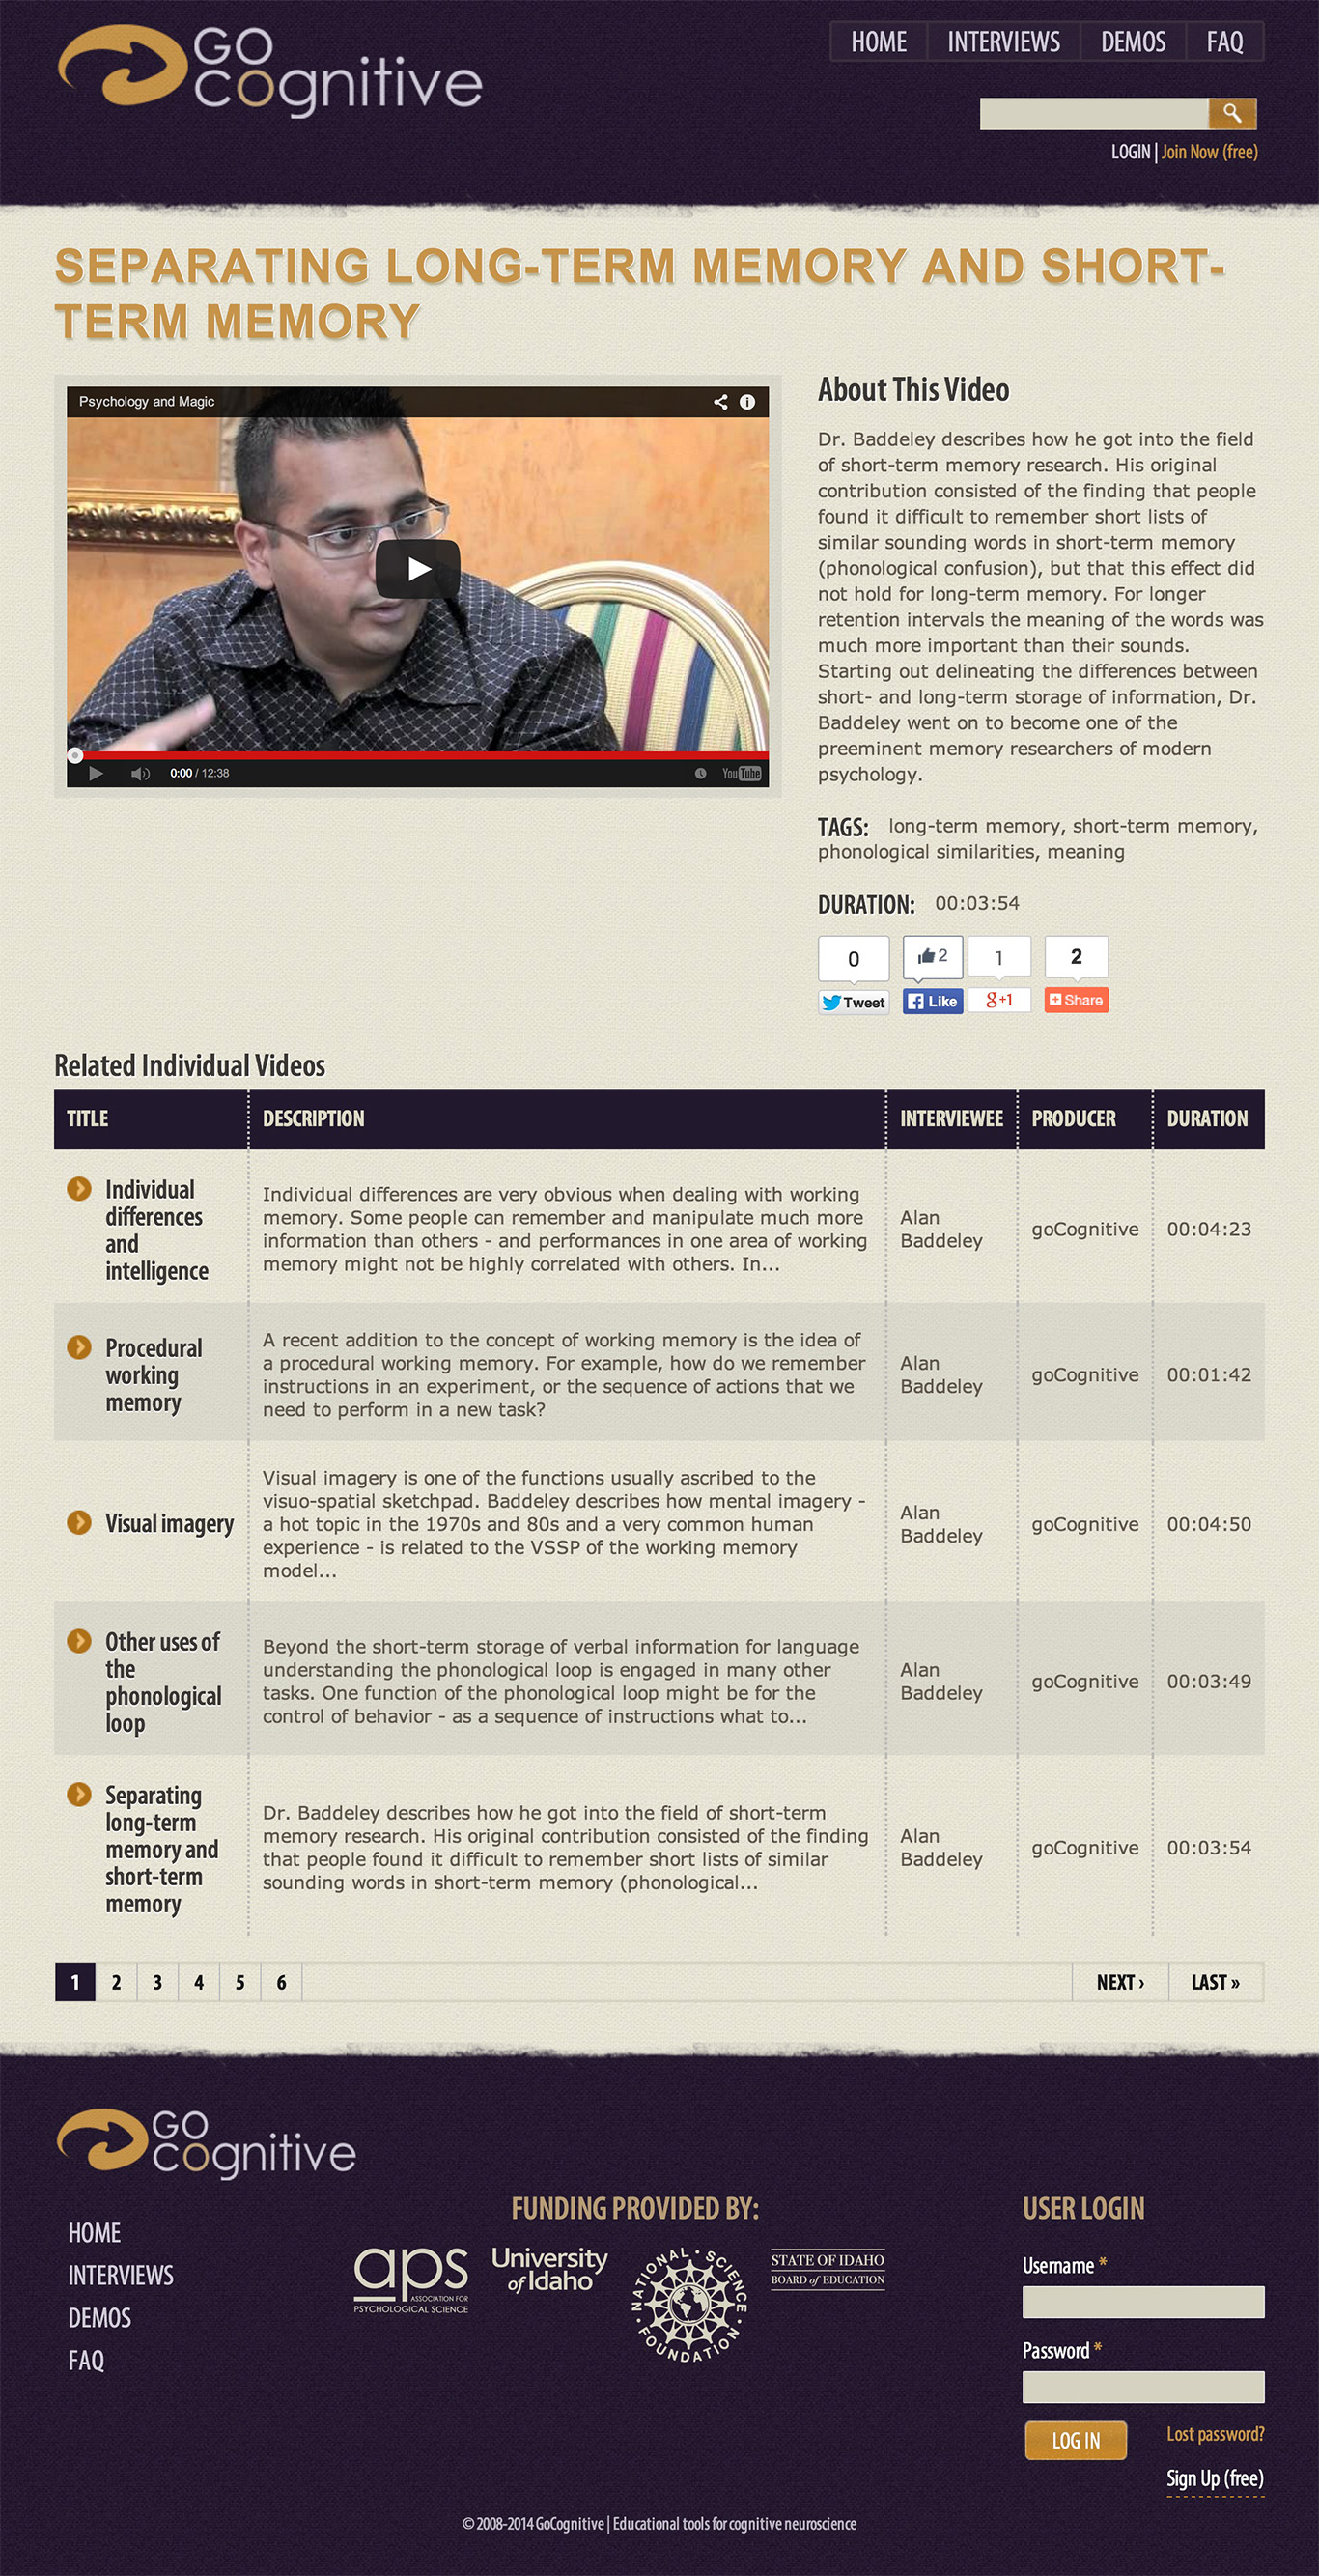 GO
cognitive
HOME INTERVIEWS DEMOS FAQ
LOGIN | Join Now (free)
SEPARATING LONG-TERM MEMORY AND SHORT-
TERM MEMORY
Psychology and Magic
0:00 / 12:38
YouTube
About This Video
Dr. Baddeley describes how he got into the field
of short-term memory research. His original
contribution consisted of the finding that people
found it difficult to remember short lists of
similar sounding words in short-term memory
(phonological confusion), but that this effect did
not hold for long-term memory. For longer
retention intervals the meaning of the words was
much more important than their sounds.
Starting out delineating the differences between
short- and long-term storage of information, Dr.
Baddeley went on to become one of the
preeminent memory researchers of modern
psychology.
TAGS: long-term memory, short-term memory,
phonological similarities, meaning
DURATION: 00:03:54
0 2 1 2
Tweet Like g+1 Share
Related Individual Videos
TITLE DESCRIPTION INTERVIEWEE PRODUCER DURATION
Individual
differences
and
intelligence
Individual differences are very obvious when dealing with working
memory. Some people can remember and manipulate much more
information than others - and performances in one area of working
memory might not be highly correlated with others. In...
Alan
Baddeley
goCognitive
00:04:23
Procedural
working
memory
A recent addition to the concept of working memory is the idea of
a procedural working memory. For example, how do we remember
instructions in an experiment, or the sequence of actions that we
need to perform in a new task?
Alan
Baddeley
goCognitive
00:01:42
Visual imagery
Visual imagery is one of the functions usually ascribed to the
visuo-spatial sketchpad. Baddeley describes how mental imagery -
a hot topic in the 1970s and 80s and a very common human
experience - is related to the VSSP of the working memory
model...
Alan
Baddeley
goCognitive
00:04:50
Other uses of
the
phonological
loop
Beyond the short-term storage of verbal information for language
understanding the phonological loop is engaged in many other
tasks. One function of the phonological loop might be for the
control of behavior - as a sequence of instructions what to...
Alan
Baddeley
goCognitive
00:03:49
Separating
long-term
memory and
short-term
memory
Dr. Baddeley describes how he got into the field of short-term
memory research. His original contribution consisted of the finding
that people found it difficult to remember short lists of similar
sounding words in short-term memory (phonological...
Alan
Baddeley
goCognitive
00:03:54
1 2 3 4 5 6 NEXT › LAST »
GO
cognitive
HOME
INTERVIEWS
DEMOS
FAQ
FUNDING PROVIDED BY:
aps
ASSOCIATION FOR
PSYCHOLOGICAL SCIENCE
University
of Idaho
NATIONAL SCIENCE
FOUNDATION
STATE OF IDAHO
BOARD of EDUCATION
USER LOGIN
Username *
Password *
LOG IN
Lost password?
Sign Up (free)
© 2008-2014 GoCognitive | Educational tools for cognitive neuroscience